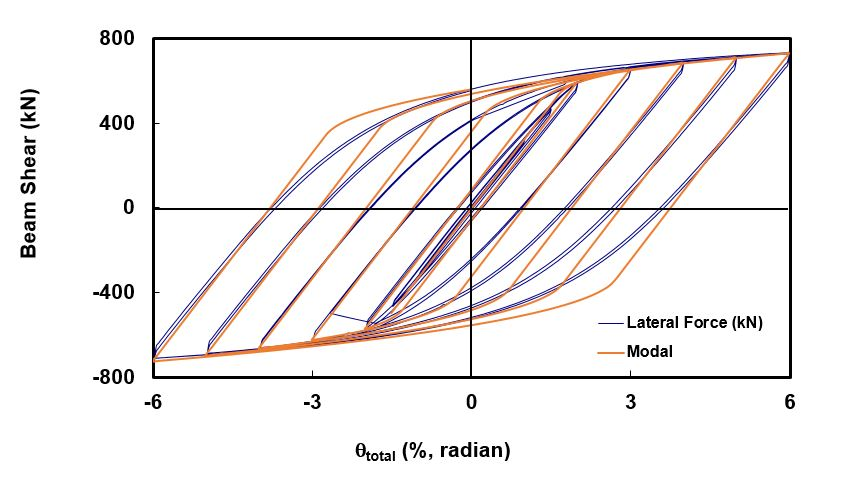 800
400
0
-400
-800
Beam Shear (kN)
Lateral Force (kN)
Modal
-6 -3 0 3 6
θtotal (%, radian)